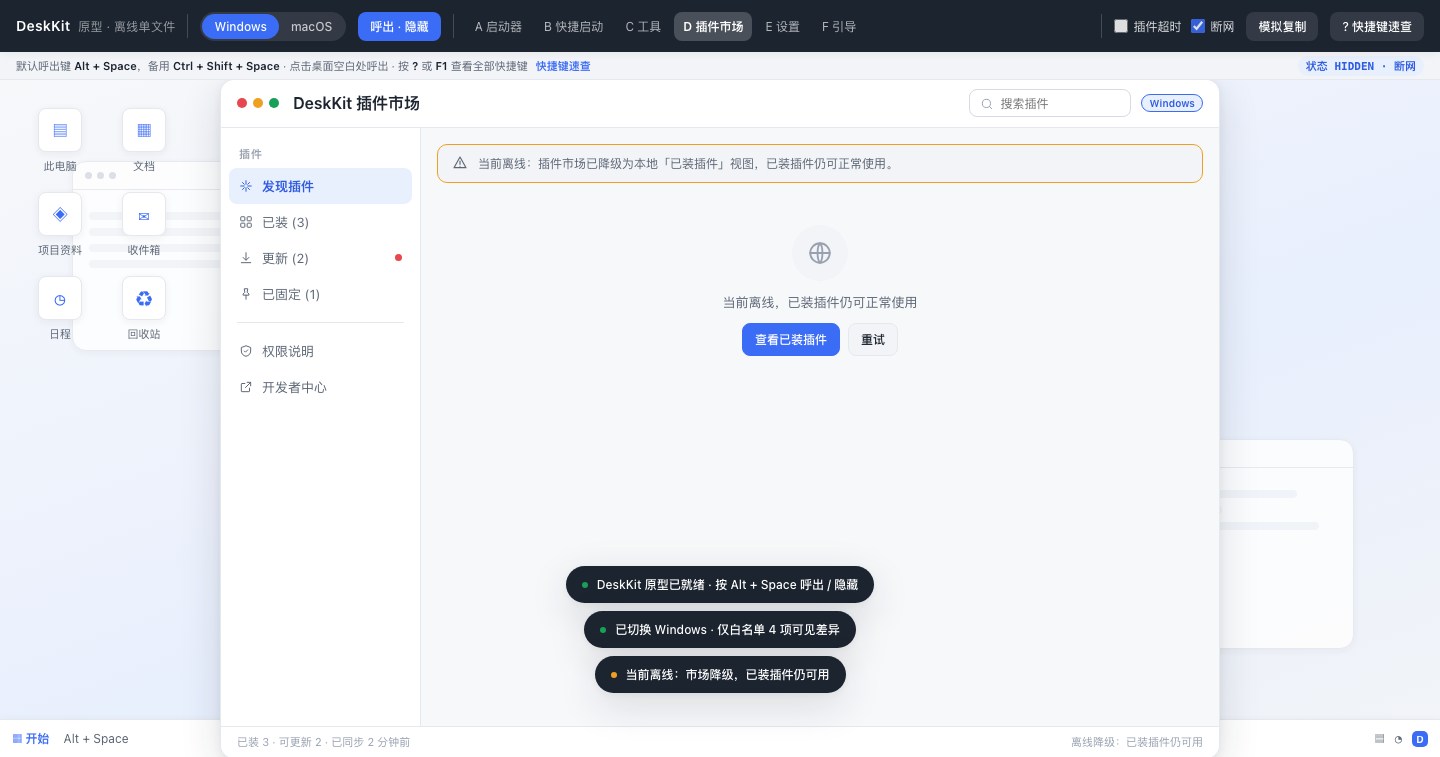 DeskKit 原型 · 离线单文件 Windows macOS 呼出 · 隐藏 A 启动器 B 快捷启动 C 工具 D 插件市场 E 设置 F 引导 插件超时 断网 模拟复制 ? 快捷键速查
默认呼出键 Alt + Space，备用 Ctrl + Shift + Space · 点击桌面空白处呼出 · 按 ? 或 F1 查看全部快捷键 快捷键速查 状态 HIDDEN · 断网
此电脑 文档
项目资料 收件箱
日程 回收站
DeskKit 插件市场 搜索插件 Windows
插件
发现插件
已装 (3)
更新 (2)
已固定 (1)
权限说明
开发者中心
当前离线：插件市场已降级为本地「已装插件」视图，已装插件仍可正常使用。
当前离线，已装插件仍可正常使用
查看已装插件 重试
DeskKit 原型已就绪 · 按 Alt + Space 呼出 / 隐藏
已切换 Windows · 仅白名单 4 项可见差异
当前离线：市场降级，已装插件仍可用
已装 3 · 可更新 2 · 已同步 2 分钟前 离线降级：已装插件仍可用
开始 Alt + Space D